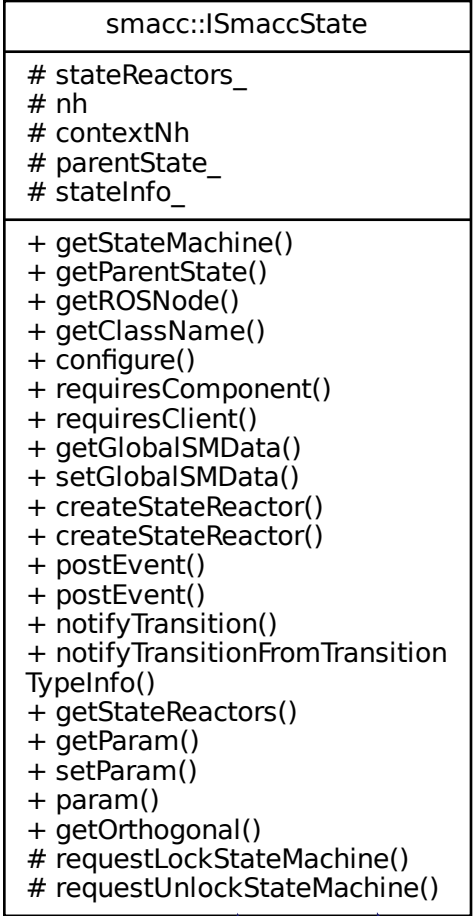 smacc::ISmaccState
# stateReactors_
# nh
# contextNh
# parentState_
# stateInfo_
+ getStateMachine()
+ getParentState()
+ getROSNode()
+ getClassName()
+ configure()
+ requiresComponent()
+ requiresClient()
+ getGlobalSMData()
+ setGlobalSMData()
+ createStateReactor()
+ createStateReactor()
+ postEvent()
+ postEvent()
+ notifyTransition()
+ notifyTransitionFromTransition
TypeInfo()
+ getStateReactors()
+ getParam()
+ setParam()
+ param()
+ getOrthogonal()
# requestLockStateMachine()
# requestUnlockStateMachine()